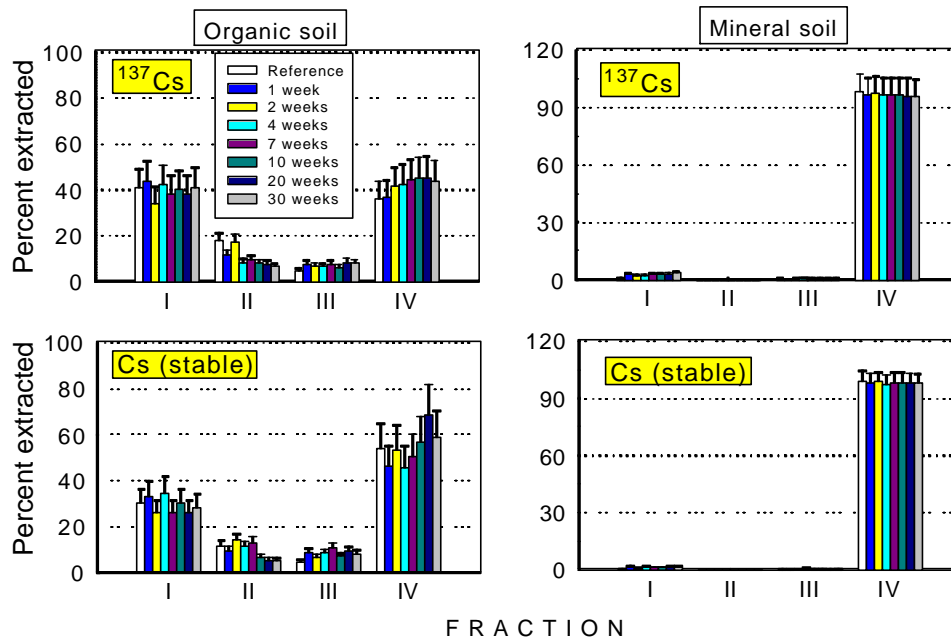 Organic soil
Mineral soil
Percent extracted
100
80
60
40
20
0
¹³⁷Cs
Reference
1 week
2 weeks
4 weeks
7 weeks
10 weeks
20 weeks
30 weeks
I II III IV
120
90
60
30
0
¹³⁷Cs
I II III IV
Percent extracted
100
80
60
40
20
0
Cs (stable)
I II III IV
120
90
60
30
0
Cs (stable)
I II III IV
FRACTION